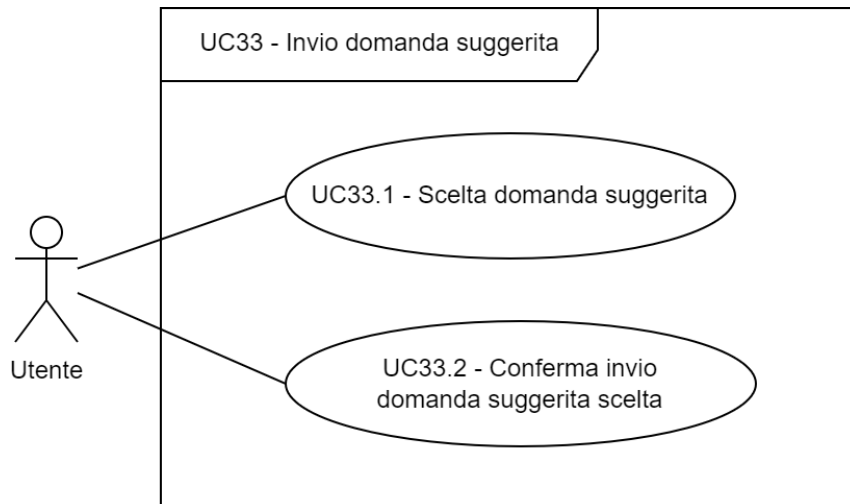 UC33 - Invio domanda suggerita
UC33.1 - Scelta domanda suggerita
Utente
UC33.2 - Conferma invio
domanda suggerita scelta